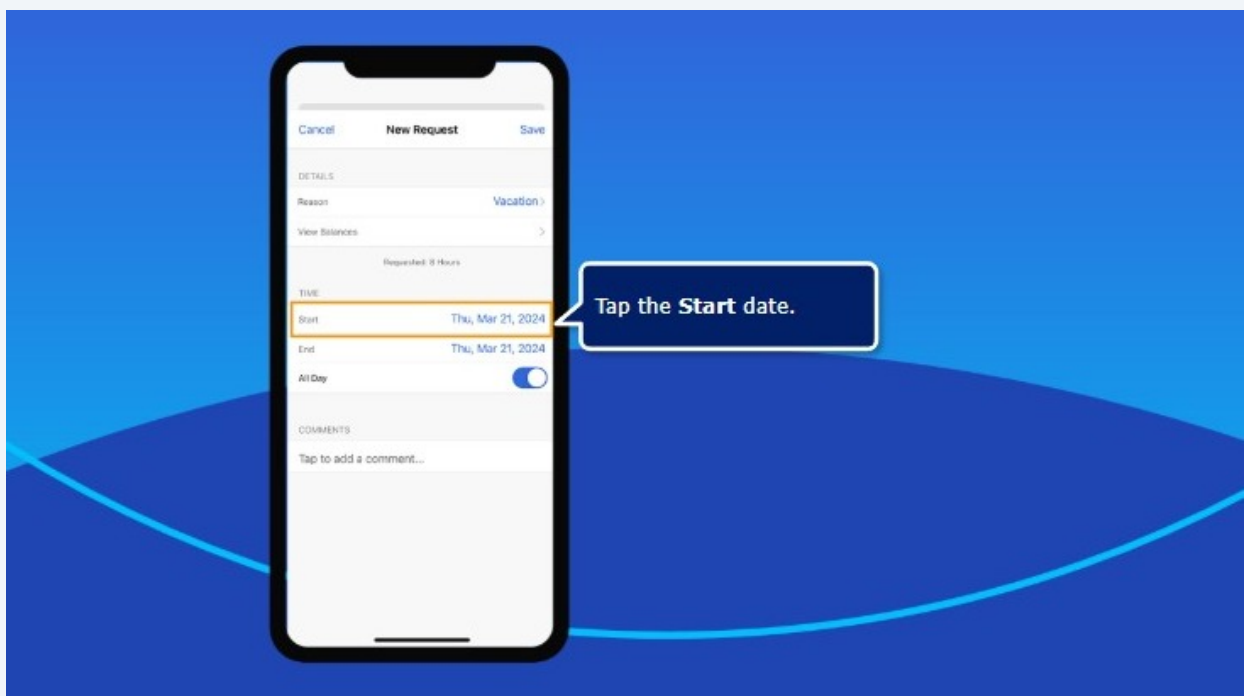 Cancel New Request Save
DETAILS
Reason Vacation >
View Balances >
Requested: 8 Hours
TIME
Start Thu, Mar 21, 2024
Tap the Start date.
End Thu, Mar 21, 2024
All Day
COMMENTS
Tap to add a comment...